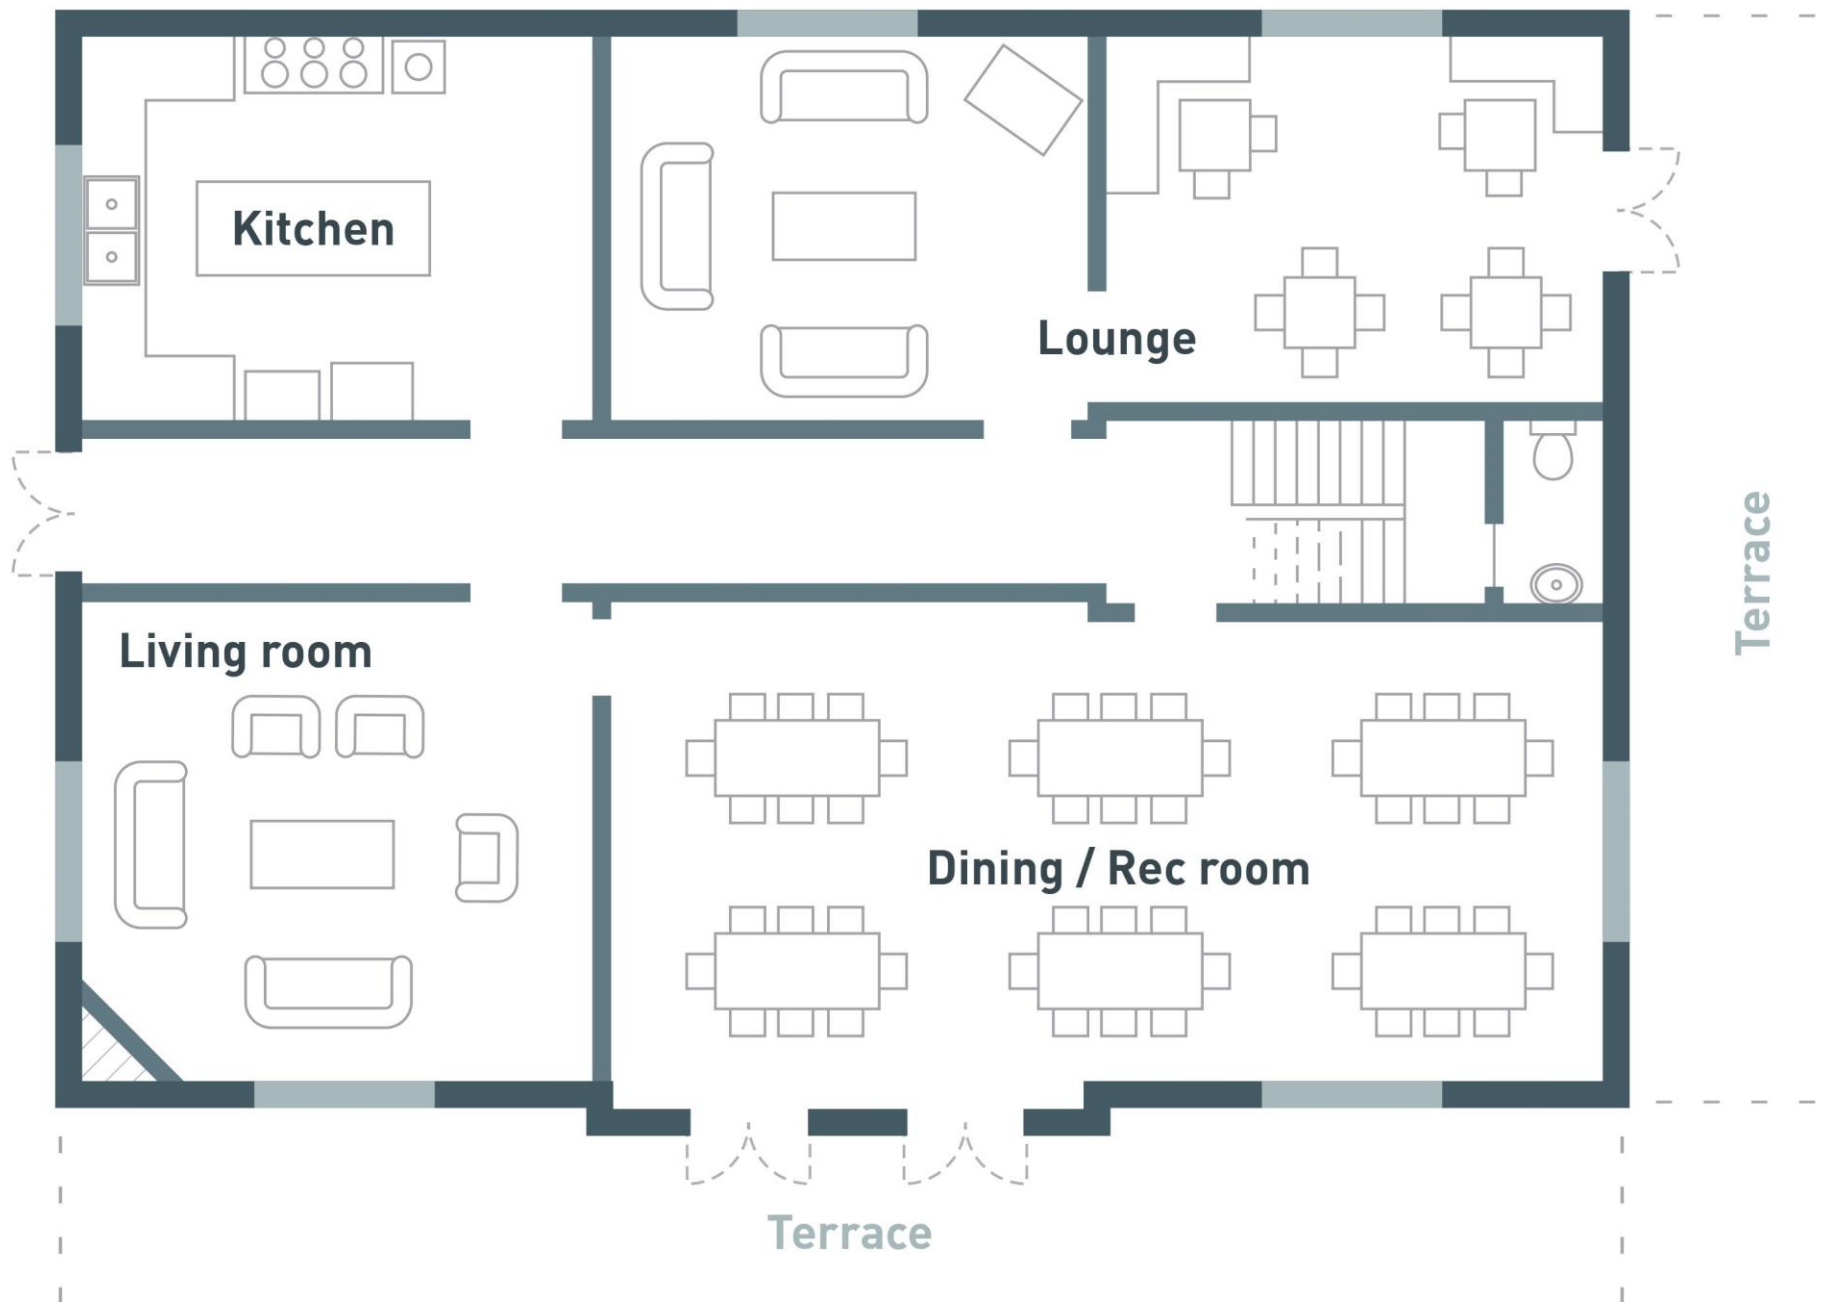 Kitchen
Lounge
Terrace
Living room
Dining / Rec room
Terrace